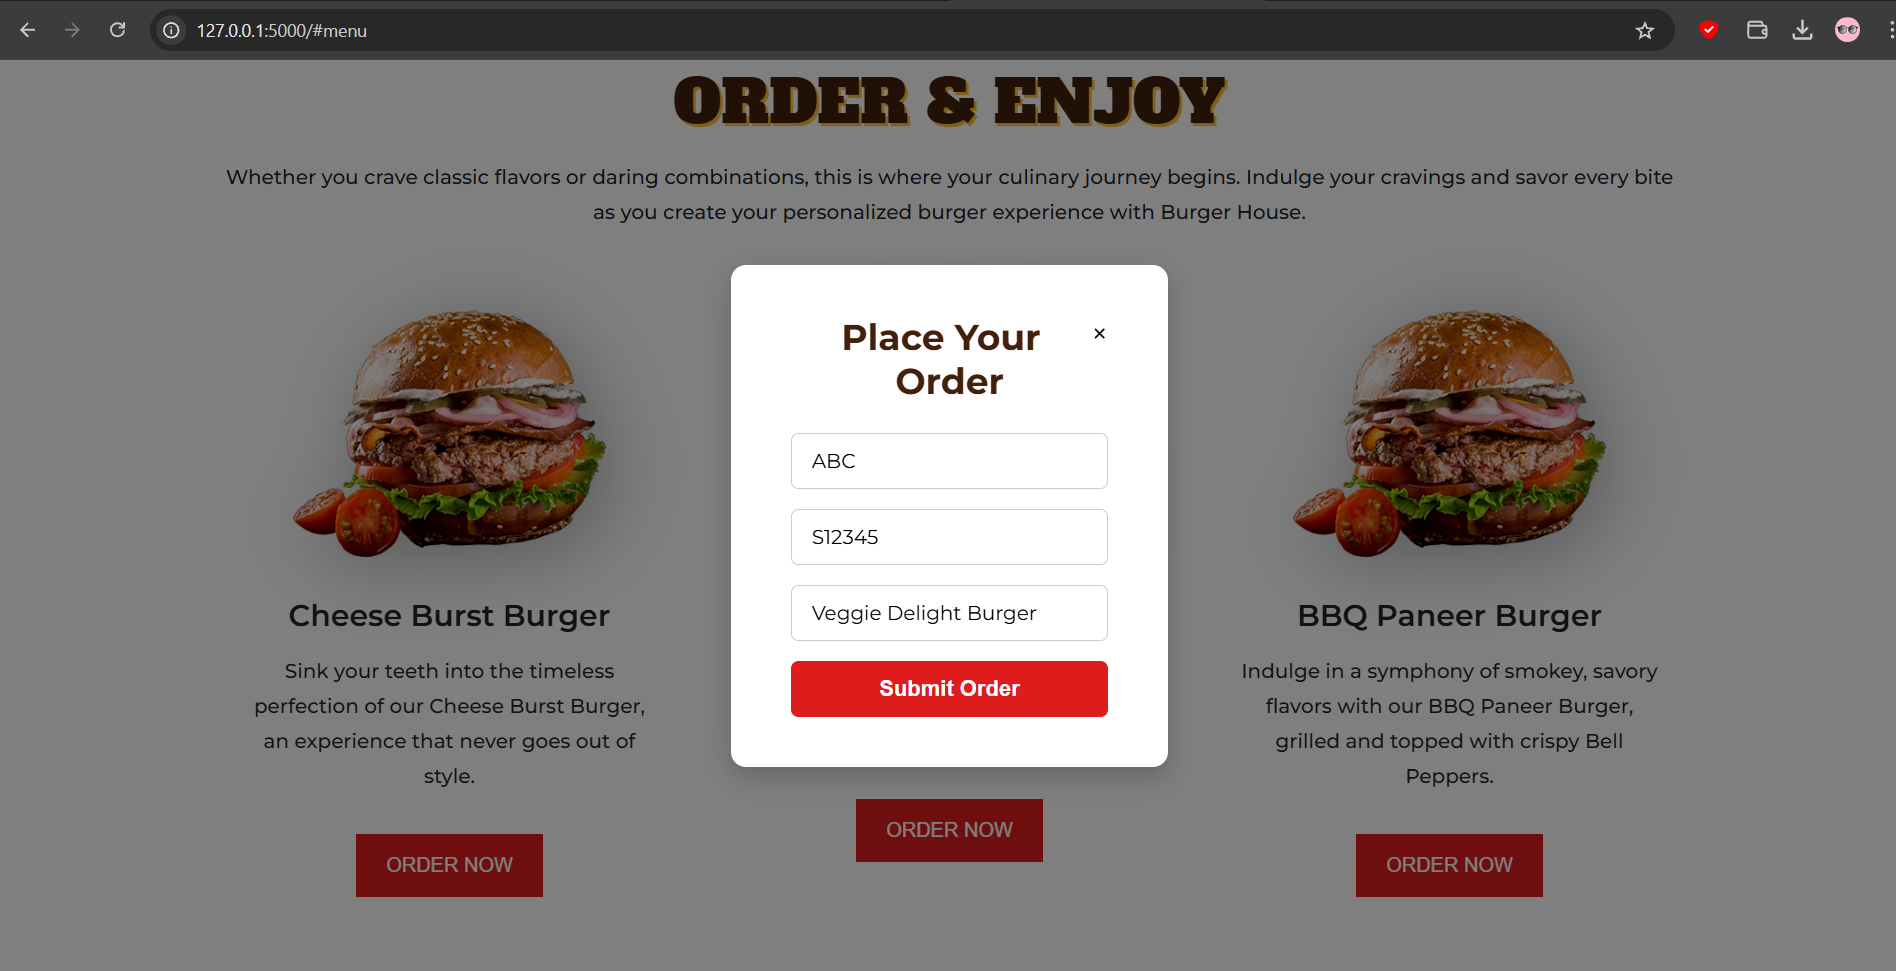 127.0.0.1:5000/#menu
ORDER & ENJOY
Whether you crave classic flavors or daring combinations, this is where your culinary journey begins. Indulge your cravings and savor every bite
as you create your personalized burger experience with Burger House.
Place Your
Order
×
ABC
S12345
Veggie Delight Burger
Submit Order
Cheese Burst Burger
Sink your teeth into the timeless
perfection of our Cheese Burst Burger,
an experience that never goes out of
style.
ORDER NOW
ORDER NOW
BBQ Paneer Burger
Indulge in a symphony of smokey, savory
flavors with our BBQ Paneer Burger,
grilled and topped with crispy Bell
Peppers.
ORDER NOW